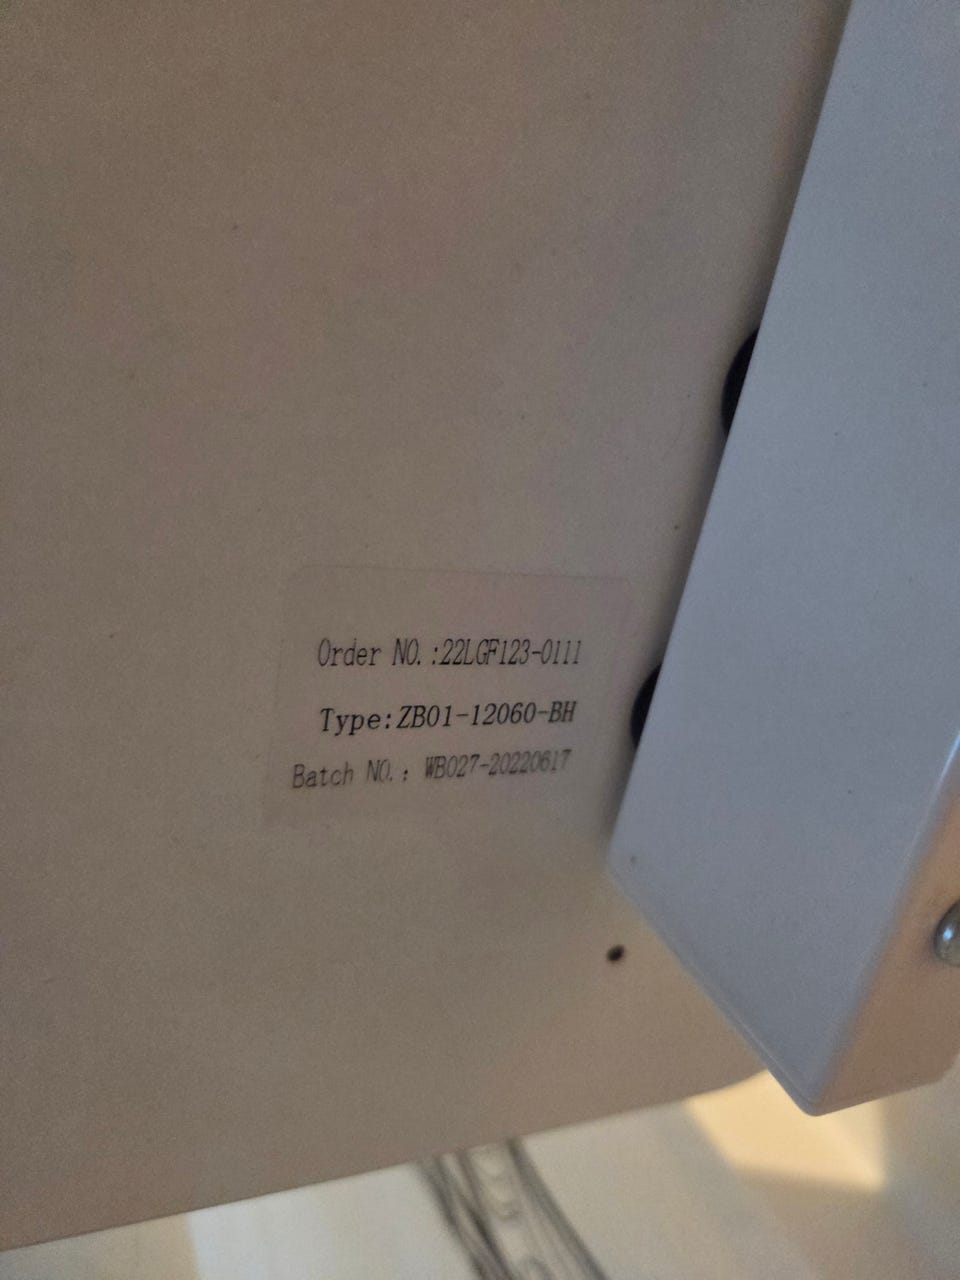 Order NO.:22LGF123-0111
Type:ZB01-12060-BH
Batch NO.: WB027-20220617